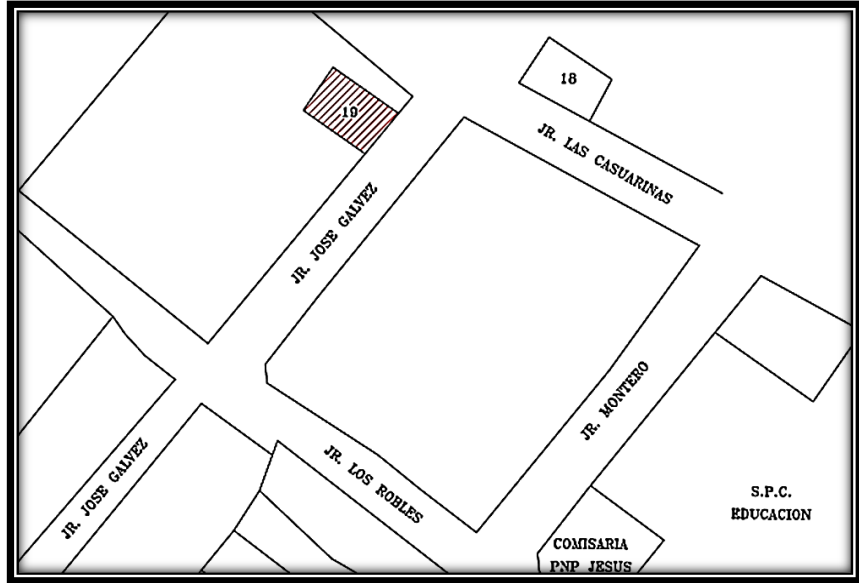 18
19
JR. LAS CASUARINAS
JR. JOSE GALVEZ
JR. MONTERO
JR. LOS ROBLES
JR. JOSE GALVEZ
S.P.C.
EDUCACION
COMISARIA
PNP JESUS